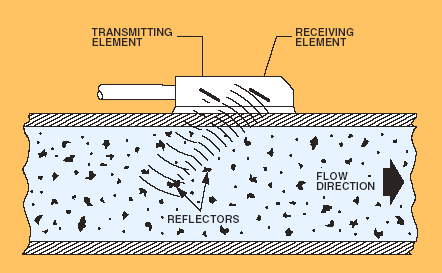 TRANSMITTING
ELEMENT
RECEIVING
ELEMENT
FLOW
DIRECTION
REFLECTORS